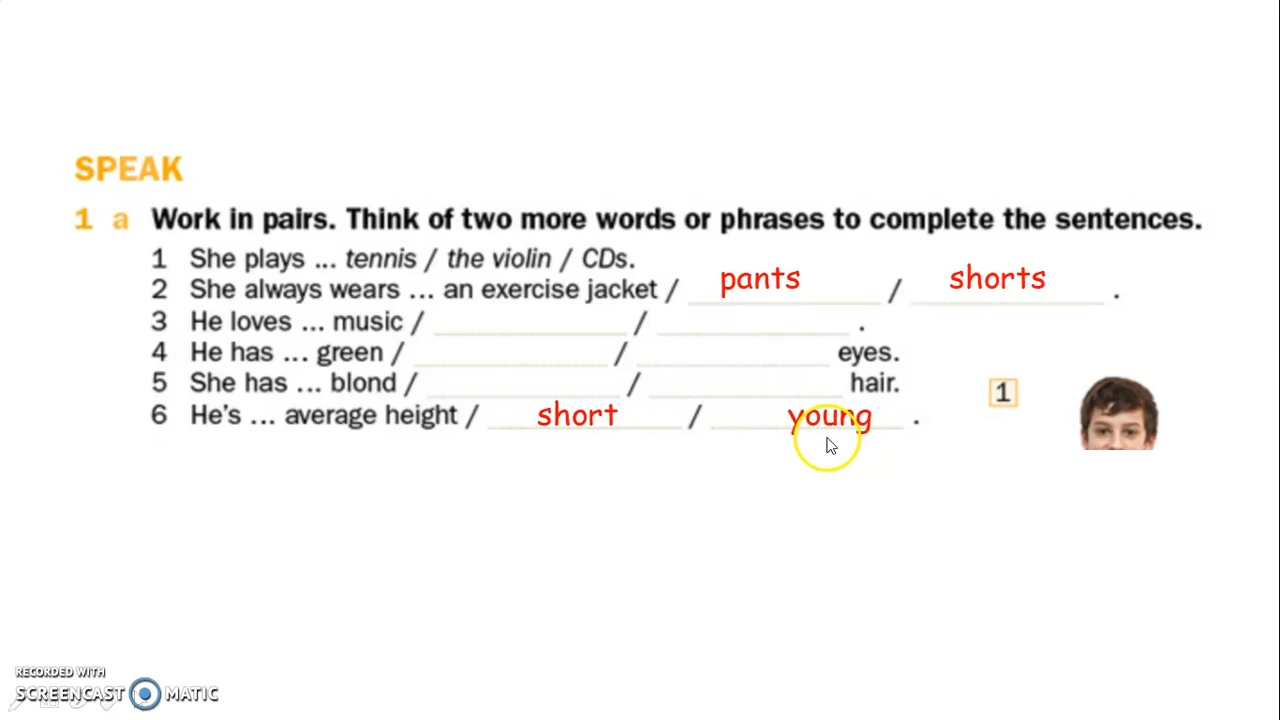 SPEAK
1 a Work in pairs. Think of two more words or phrases to complete the sentences.
1 She plays ... tennis / the violin / CDs.
2 She always wears ... an exercise jacket / pants / shorts .
3 He loves ... music / / .
4 He has ... green / / eyes.
5 She has ... blond / / hair.
1
6 He's ... average height / short / young .
RECORDED WITH
SCREENCAST MATIC